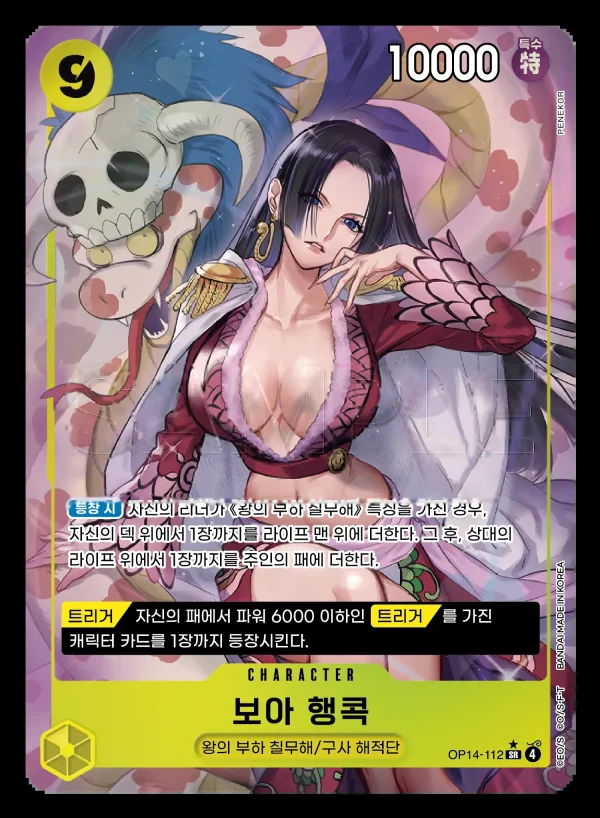 9
10000
특수
特
PENEKOR
SAMPLE
등장 시 자신의 리더가 《왕의 부하 칠무해》 특징을 가진 경우,
자신의 덱 위에서 1장까지를 라이프 맨 위에 더한다. 그 후, 상대의
라이프 위에서 1장까지를 주인의 패에 더한다.
트리거 자신의 패에서 파워 6000 이하인 트리거 를 가진
캐릭터 카드를 1장까지 등장시킨다.
CHARACTER
보아 행콕
왕의 부하 칠무해/구사 해적단
OP14-112 SR 4
©EO/S ©O/S·F·T BANDAI MADE IN KOREA